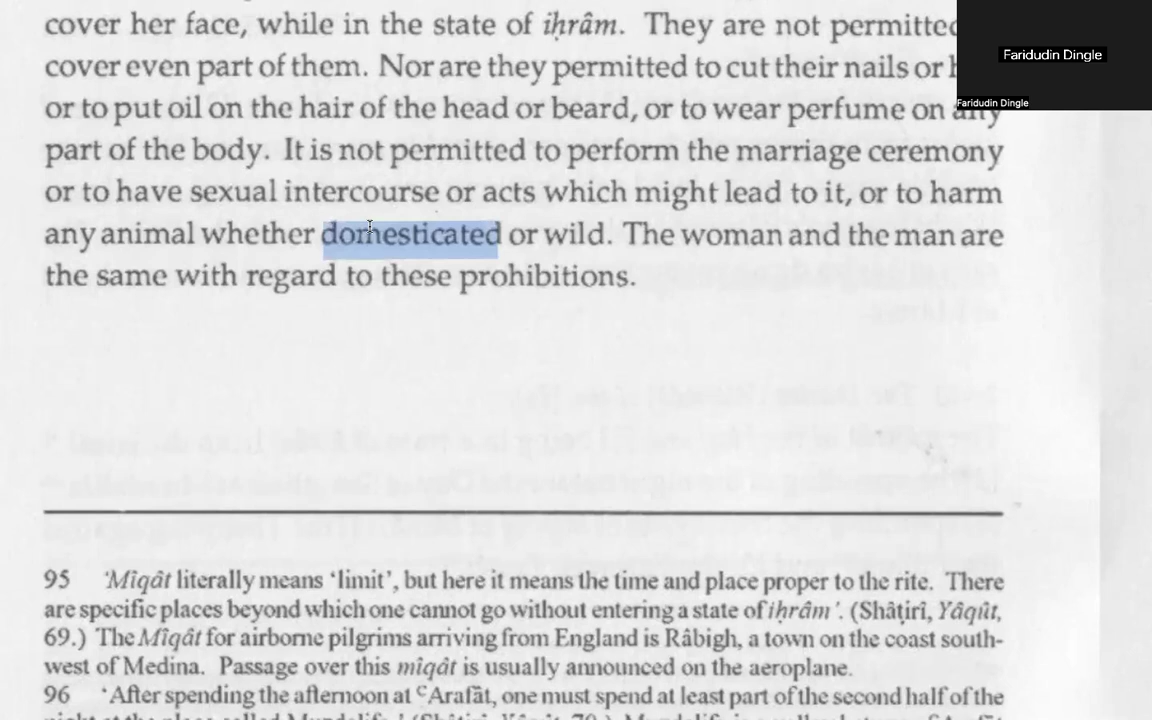 cover her face, while in the state of iḥrâm. They are not permitted
cover even part of them. Nor are they permitted to cut their nails or
or to put oil on the hair of the head or beard, or to wear perfume on any
part of the body. It is not permitted to perform the marriage ceremony
or to have sexual intercourse or acts which might lead to it, or to harm
any animal whether domesticated or wild. The woman and the man are
the same with regard to these prohibitions.
Faridudin Dingle
Faridudin Dingle
95 'Mîqât literally means 'limit', but here it means the time and place proper to the rite. There
are specific places beyond which one cannot go without entering a state of iḥrâm'. (Shâṭirî, Yâqût,
69.) The Mîqât for airborne pilgrims arriving from England is Râbigh, a town on the coast south-
west of Medina. Passage over this mîqât is usually announced on the aeroplane.
96 'After spending the afternoon at ᶜArafât, one must spend at least part of the second half of the